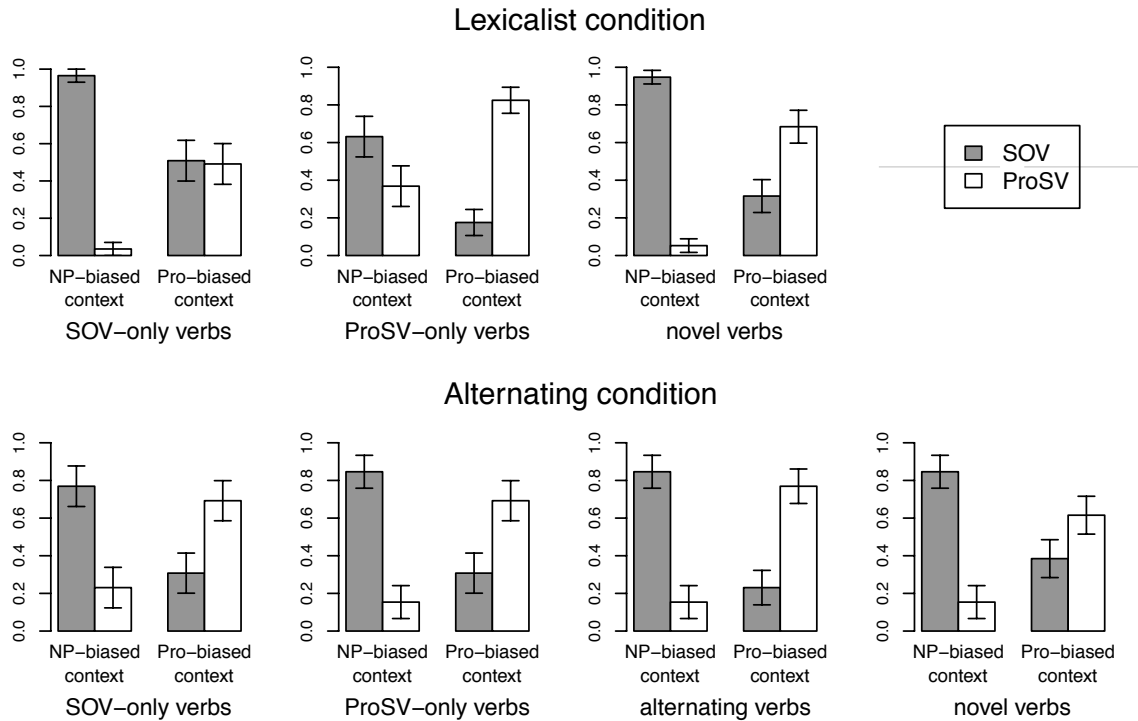 Lexicalist condition
1.0
0.8
0.6
0.4
0.2
0.0
NP−biased context
Pro−biased context
SOV−only verbs
1.0
0.8
0.6
0.4
0.2
0.0
NP−biased context
Pro−biased context
ProSV−only verbs
1.0
0.8
0.6
0.4
0.2
0.0
NP−biased context
Pro−biased context
novel verbs
SOV
ProSV
Alternating condition
1.0
0.8
0.6
0.4
0.2
0.0
NP−biased context
Pro−biased context
SOV−only verbs
1.0
0.8
0.6
0.4
0.2
0.0
NP−biased context
Pro−biased context
ProSV−only verbs
1.0
0.8
0.6
0.4
0.2
0.0
NP−biased context
Pro−biased context
alternating verbs
1.0
0.8
0.6
0.4
0.2
0.0
NP−biased context
Pro−biased context
novel verbs